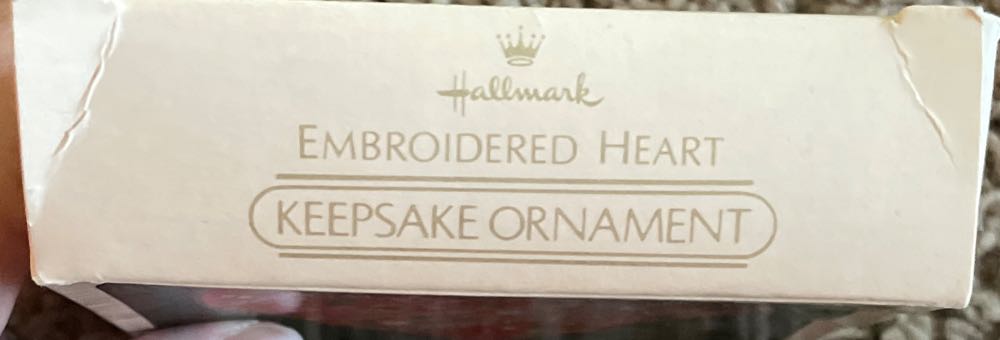 Hallmark
EMBROIDERED HEART
KEEPSAKE ORNAMENT